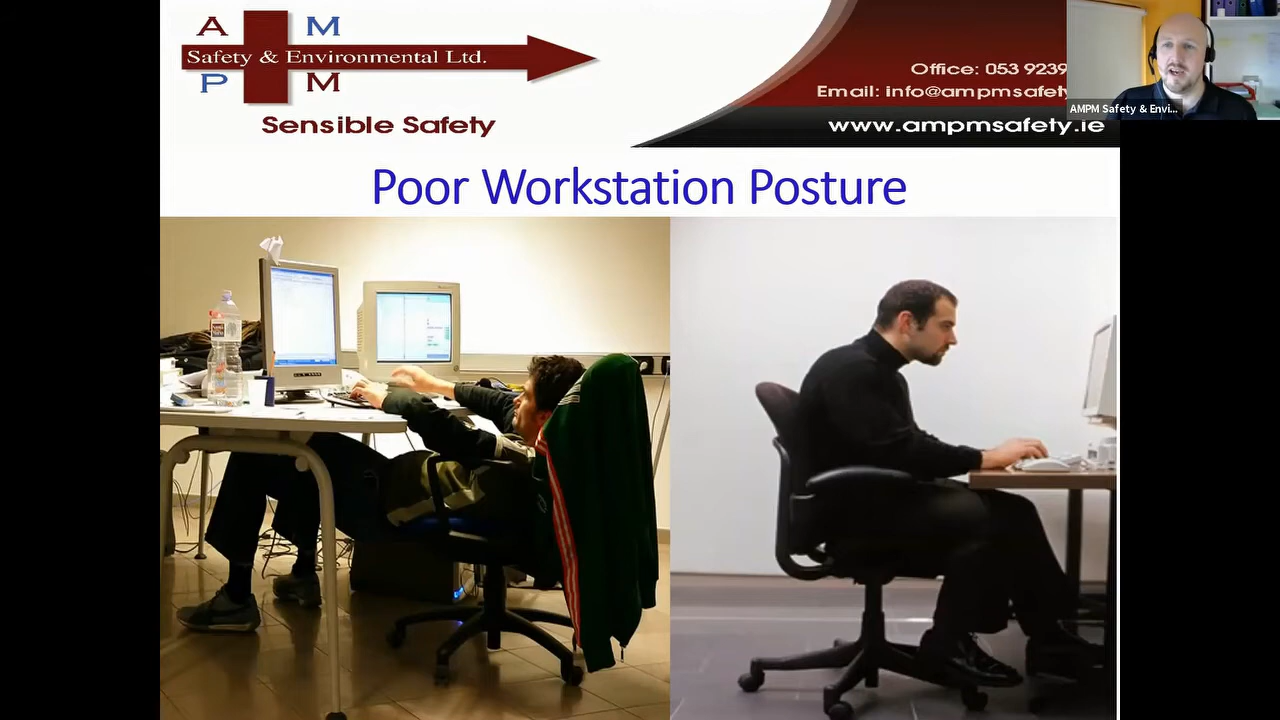 A M
Safety & Environmental Ltd.
P M
Sensible Safety
Office: 053 9239
Email: info@ampmsafety
www.ampmsafety.ie
AMPM Safety & Envi...
Poor Workstation Posture